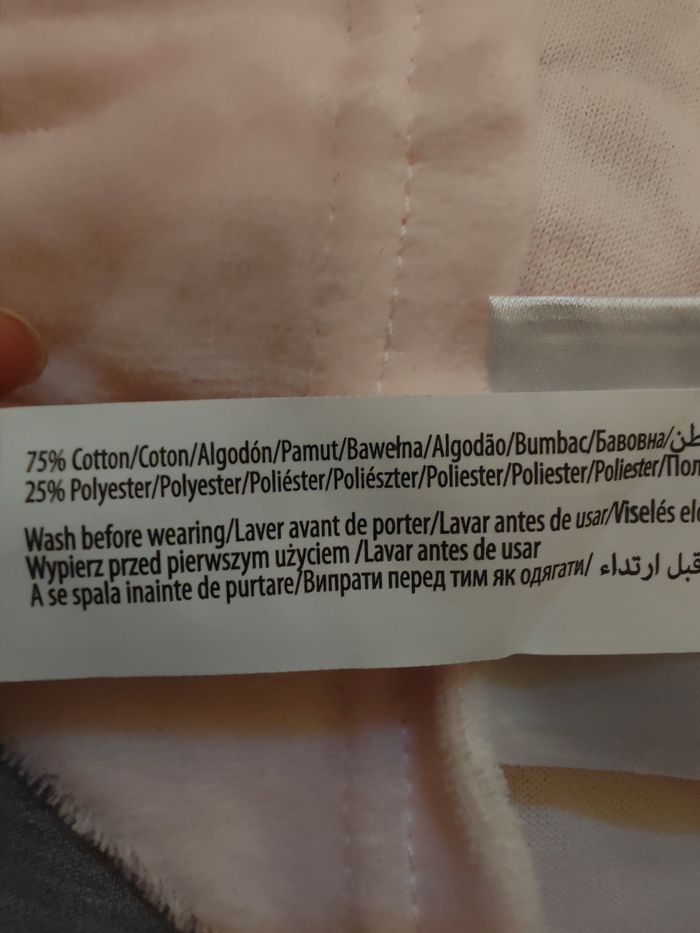 75% Cotton/Coton/Algodón/Pamut/Bawełna/Algodão/Bumbac/Бавовна/
25% Polyester/Polyester/Poliéster/Poliészter/Poliester/Poliester/Poliester/
Wash before wearing/Laver avant de porter/Lavar antes de usar/Viselés
Wypierz przed pierwszym użyciem /Lavar antes de usar
A se spala inainte de purtare/Випрати перед тим як одягати/ قبل ارتداء